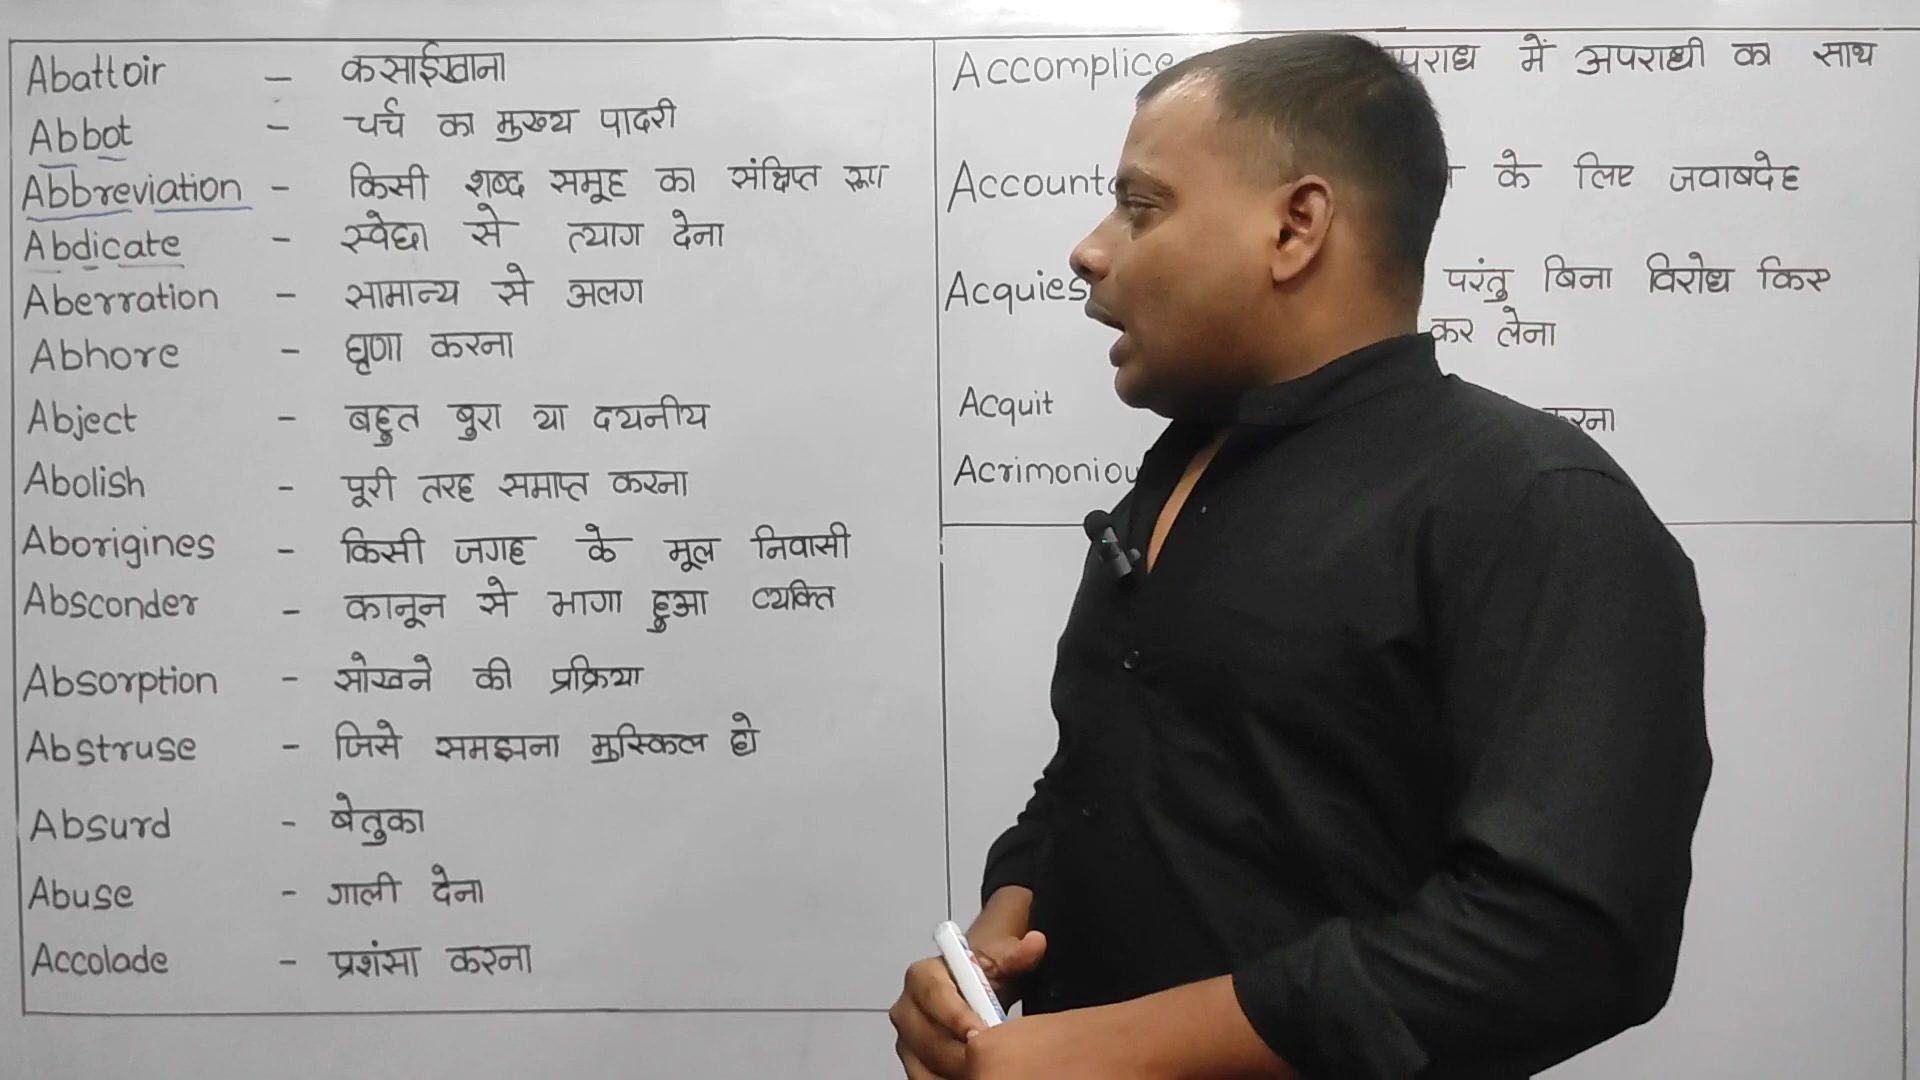 Abattoir – कसाईखाना
Abbot – चर्च का मुख्य पादरी
Abbreviation – किसी शब्द समूह का संक्षिप्त रूप
Abdicate – स्वेछा से त्याग देना
Aberration – सामान्य से अलग
Abhore – घृणा करना
Abject – बहुत बुरा या दयनीय
Abolish – पूरी तरह समाप्त करना
Aborigines – किसी जगह के मूल निवासी
Absconder – कानून से भागा हुआ व्यक्ति
Absorption – सोखने की प्रक्रिया
Abstruse – जिसे समझना मुस्किल हो
Absurd – बेतुका
Abuse – गाली देना
Accolade – प्रशंसा करना
Accomplice में अपराधी का साथ
के लिए जवाबदेह
परंतु बिना विरोध किए
कर लेना
Acquit